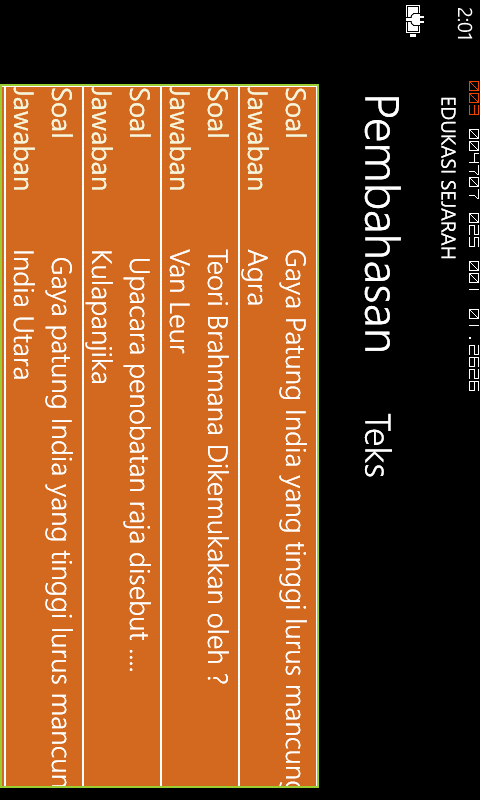 2:01
003 004707 025 001 01.2626
EDUKASI SEJARAH
Pembahasan Teks
Soal Gaya Patung India yang tinggi lurus mancung
Jawaban Agra
Soal Teori Brahmana Dikemukakan oleh ?
Jawaban Van Leur
Soal Upacara penobatan raja disebut ....
Jawaban Kulapanjika
Soal Gaya patung India yang tinggi lurus mancun
Jawaban India Utara